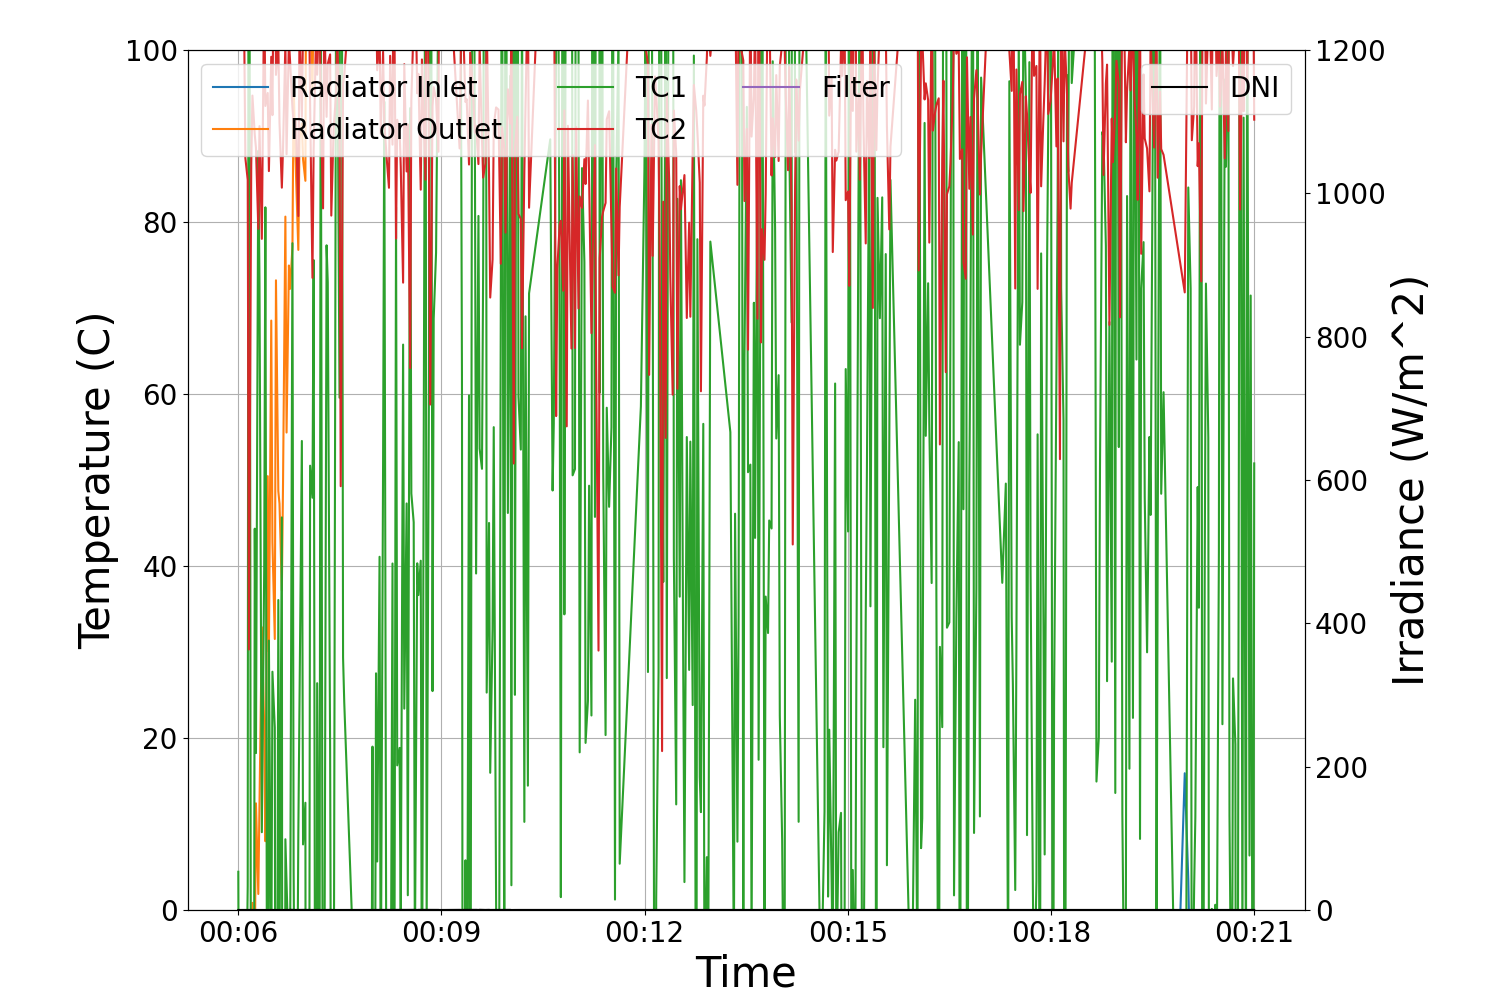 100
80
60
40
20
0
Temperature (C)
Radiator Inlet
Radiator Outlet
TC1
TC2
Filter
DNI
1200
1000
800
600
400
200
0
Irradiance (W/m^2)
00:06 00:09 00:12 00:15 00:18 00:21
Time